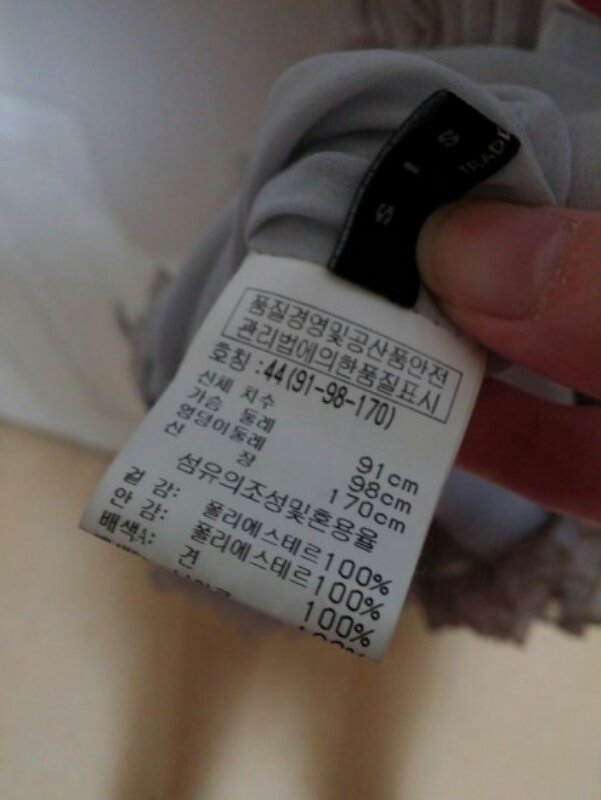 S I S
TRADE
품질경영및공산품안전
관리법에의한품질표시
호칭 :44(91-98-170)
신체 치수
가슴 둘레 91cm
엉덩이둘레 98cm
신 장 170cm
섬유의조성및혼용율
겉 감: 폴리에스테르100%
안 감: 폴리에스테르100%
배색A: 견 100%